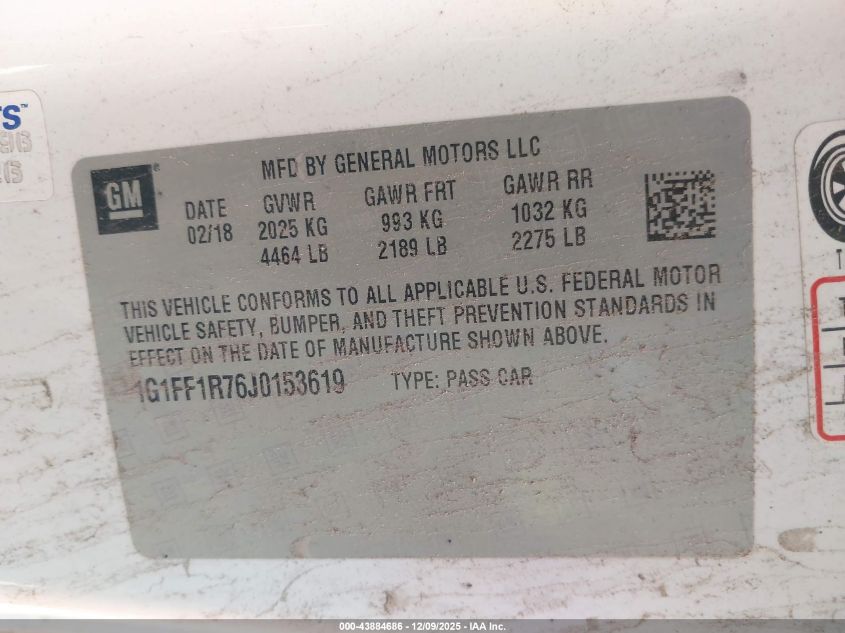 TS™
GM®
MFD BY GENERAL MOTORS LLC
DATE GVWR GAWR FRT GAWR RR
02/18 2025 KG 993 KG 1032 KG
4464 LB 2189 LB 2275 LB
THIS VEHICLE CONFORMS TO ALL APPLICABLE U.S. FEDERAL MOTOR
VEHICLE SAFETY, BUMPER, AND THEFT PREVENTION STANDARDS IN
EFFECT ON THE DATE OF MANUFACTURE SHOWN ABOVE.
1G1FF1R76J0153619 TYPE: PASS CAR
000-43884686 - 12/09/2025 - IAA Inc.